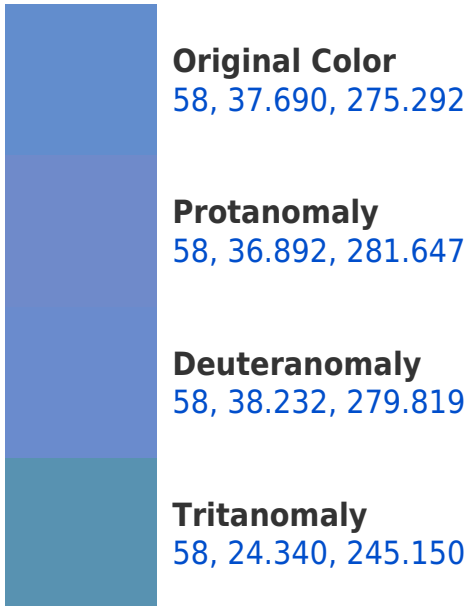 Original Color
58, 37.690, 275.292
Protanomaly
58, 36.892, 281.647
Deuteranomaly
58, 38.232, 279.819
Tritanomaly
58, 24.340, 245.150